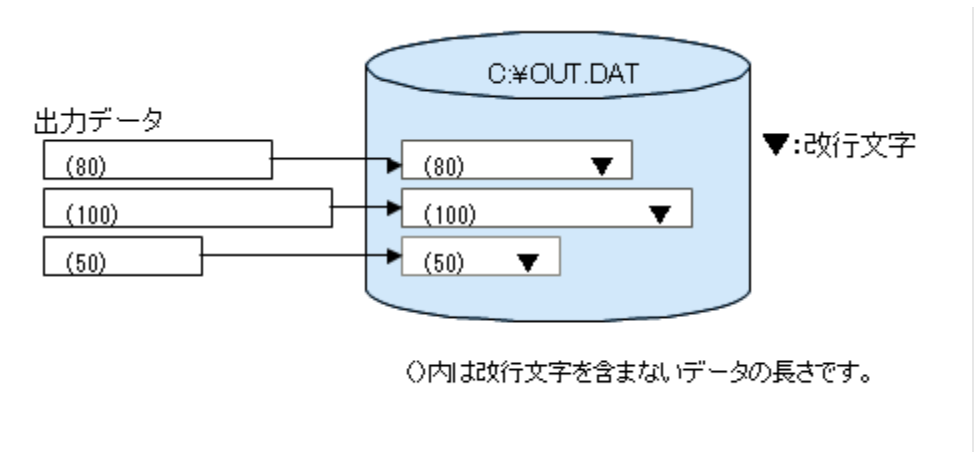 C:¥OUT.DAT
出力データ
▼:改行文字
(80)
(80) ▼
(100)
(100) ▼
(50)
(50) ▼
()内は改行文字を含まないデータの長さです。